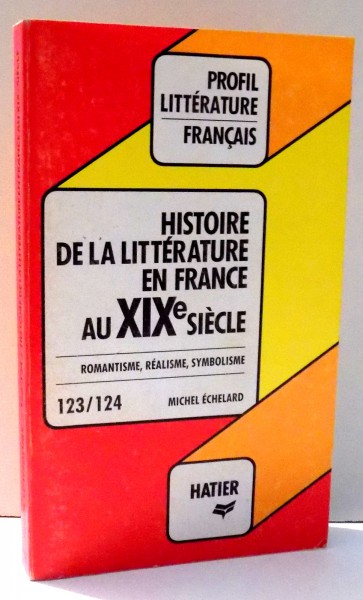 PROFIL
LITTÉRATURE
FRANÇAIS
HISTOIRE
DE LA LITTÉRATURE
EN FRANCE
AU XIXe SIÈCLE
ROMANTISME, RÉALISME, SYMBOLISME
123/124 MICHEL ÉCHELARD
HATIER